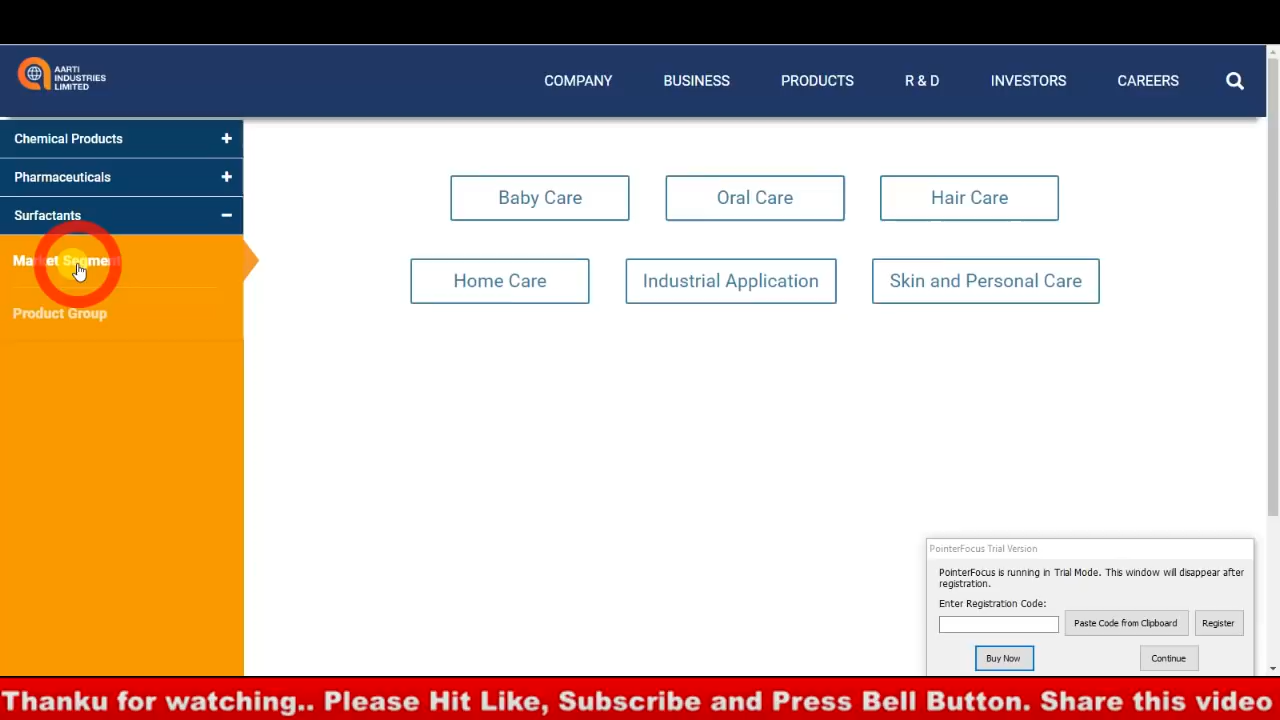 AARTI
INDUSTRIES
LIMITED
COMPANY
BUSINESS
PRODUCTS
R & D
INVESTORS
CAREERS
Chemical Products
Pharmaceuticals
Surfactants
Market Segment
Product Group
Baby Care
Oral Care
Hair Care
Home Care
Industrial Application
Skin and Personal Care
PointerFocus Trial Version
PointerFocus is running in Trial Mode. This window will disappear after
registration.
Enter Registration Code:
Paste Code from Clipboard
Register
Buy Now
Continue
Thanku for watching.. Please Hit Like, Subscribe and Press Bell Button. Share this video